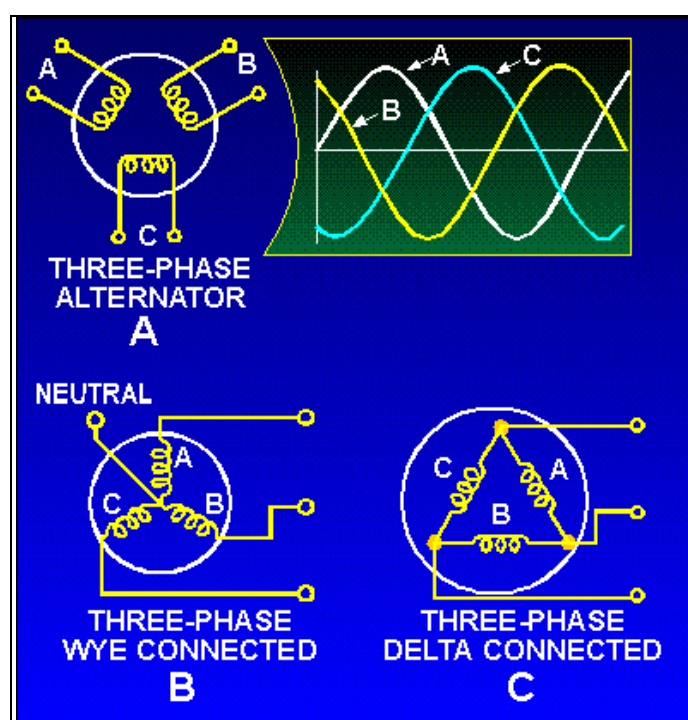 A
B
C
A
C
B
THREE-PHASE
ALTERNATOR
A
NEUTRAL
A
C
B
THREE-PHASE
WYE CONNECTED
B
C
A
B
THREE-PHASE
DELTA CONNECTED
C